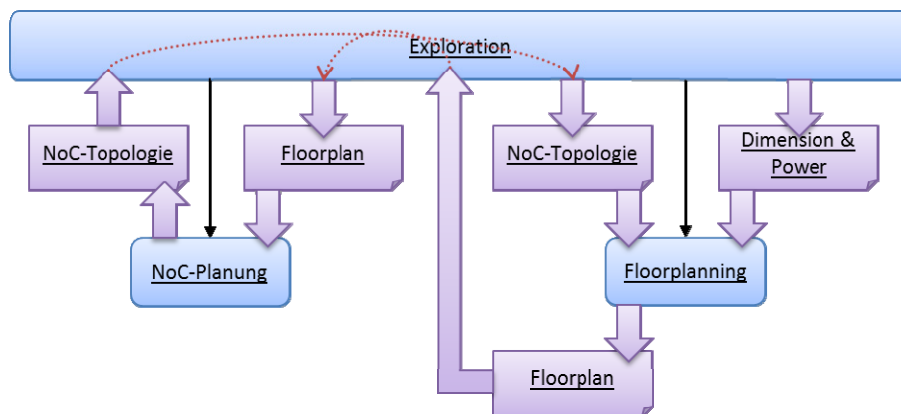 Exploration
NoC-Topologie
Floorplan
NoC-Topologie
Dimension &
Power
NoC-Planung
Floorplanning
Floorplan